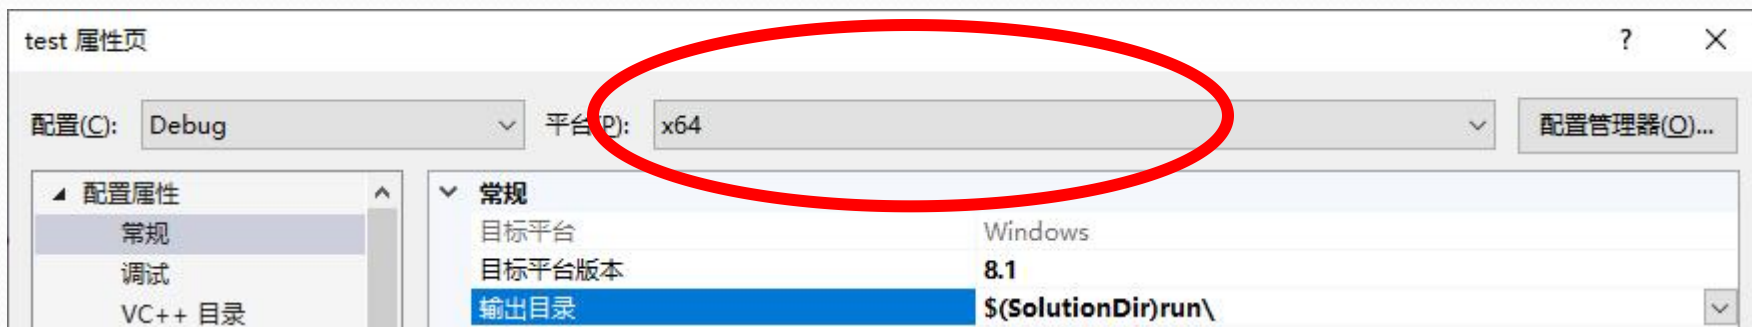 test 属性页
配置(C): Debug 平台(P): x64 配置管理器(O)...
配置属性
常规
调试
VC++ 目录
常规
目标平台 Windows
目标平台版本 8.1
输出目录 $(SolutionDir)run\